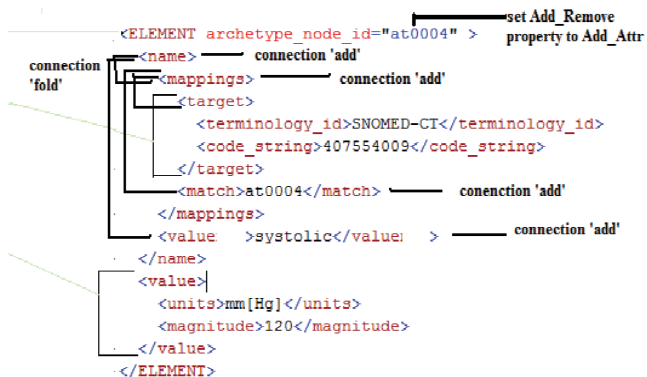 set Add_Remove
<ELEMENT archetype_node_id="at0004" > property to Add_Attr
<name> connection 'add'
connection 'fold'
<mappings> connection 'add'
<target>
<terminology_id>SNOMED-CT</terminology_id>
<code_string>407554009</code_string>
</target>
<match>at0004</match> conenction 'add'
</mappings>
<value: >systolic</value: > connection 'add'
</name>
<value>
<units>mm[Hg]</units>
<magnitude>120</magnitude>
</value>
</ELEMENT>